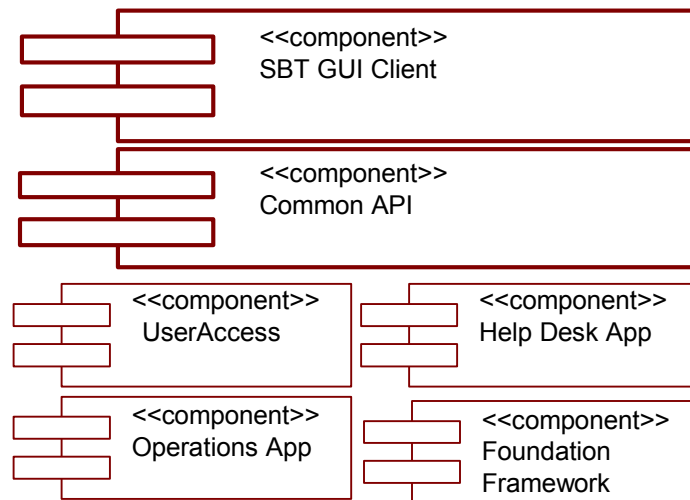 <<component>>
SBT GUI Client
<<component>>
Common API
<<component>>
UserAccess
<<component>>
Help Desk App
<<component>>
Operations App
<<component>>
Foundation
Framework